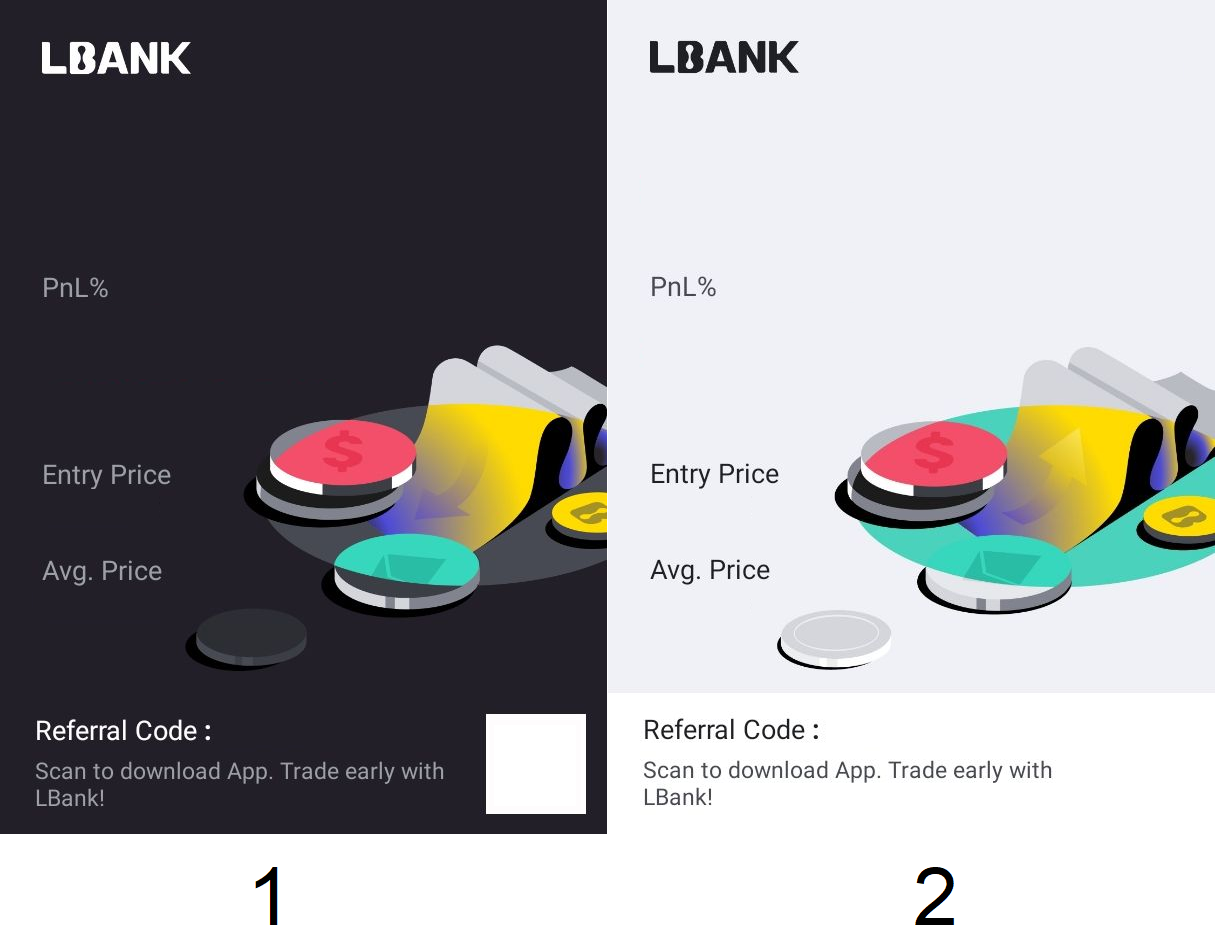 LBANK
PnL%
$
Entry Price
B
Avg. Price
Referral Code :
Scan to download App. Trade early with
LBank!
1
LBANK
PnL%
$
Entry Price
B
Avg. Price
Referral Code :
Scan to download App. Trade early with
LBank!
2